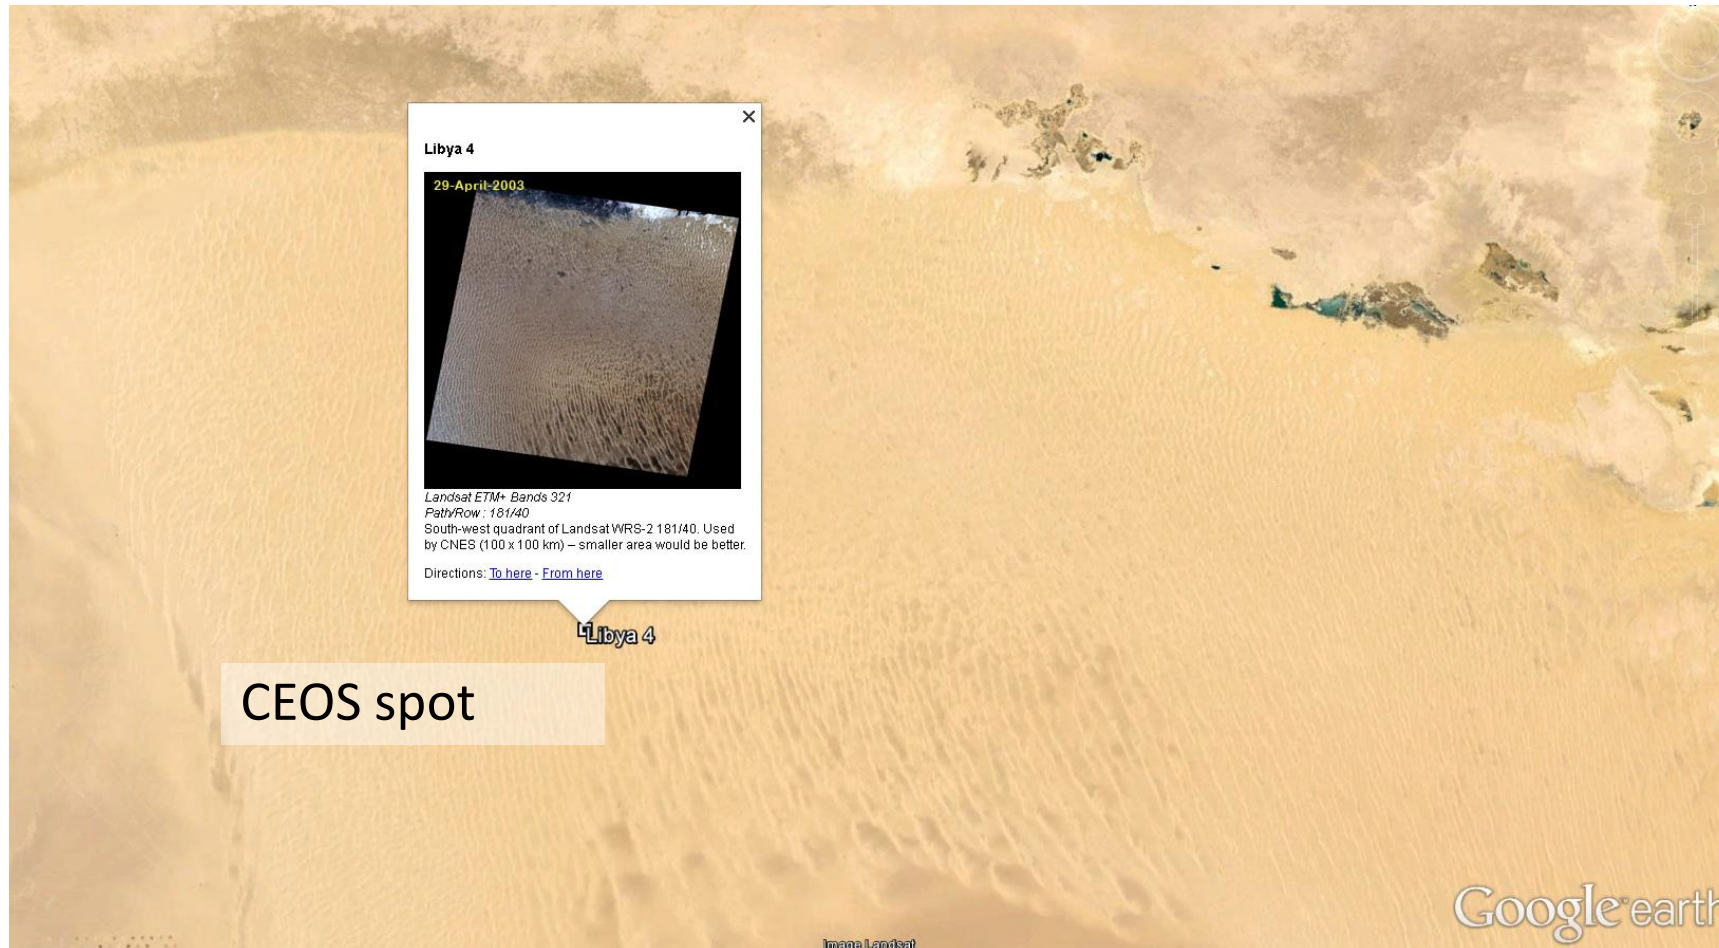 Libya 4
29-April-2003
Landsat ETM+ Bands 321
Path/Row : 181/40
South-west quadrant of Landsat WRS-2 181/40. Used
by CNES (100 x 100 km) – smaller area would be better.
Directions: To here - From here
Libya 4
CEOS spot
Google earth
Image Landsat